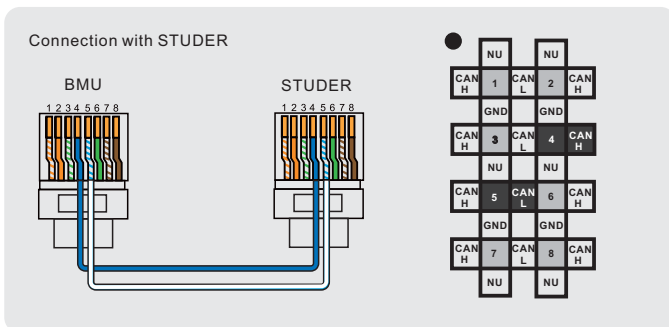 Connection with STUDER
BMU
STUDER
1 2 3 4 5 6 7 8
1 2 3 4 5 6 7 8
NU NU
CAN H 1 CAN L 2 CAN H
GND GND
CAN H 3 CAN L 4 CAN H
NU NU
CAN H 5 CAN L 6 CAN H
GND GND
CAN H 7 CAN L 8 CAN H
NU NU